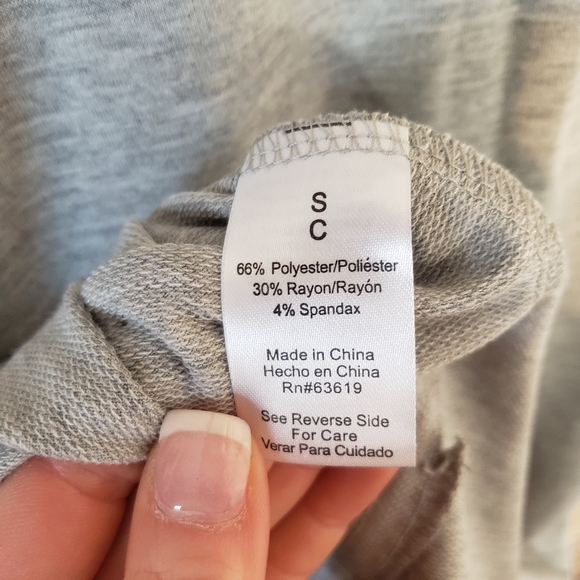 S
C
66% Polyester/Poliéster
30% Rayon/Rayón
4% Spandax
Made in China
Hecho en China
Rn#63619
See Reverse Side
For Care
Verar Para Cuidado